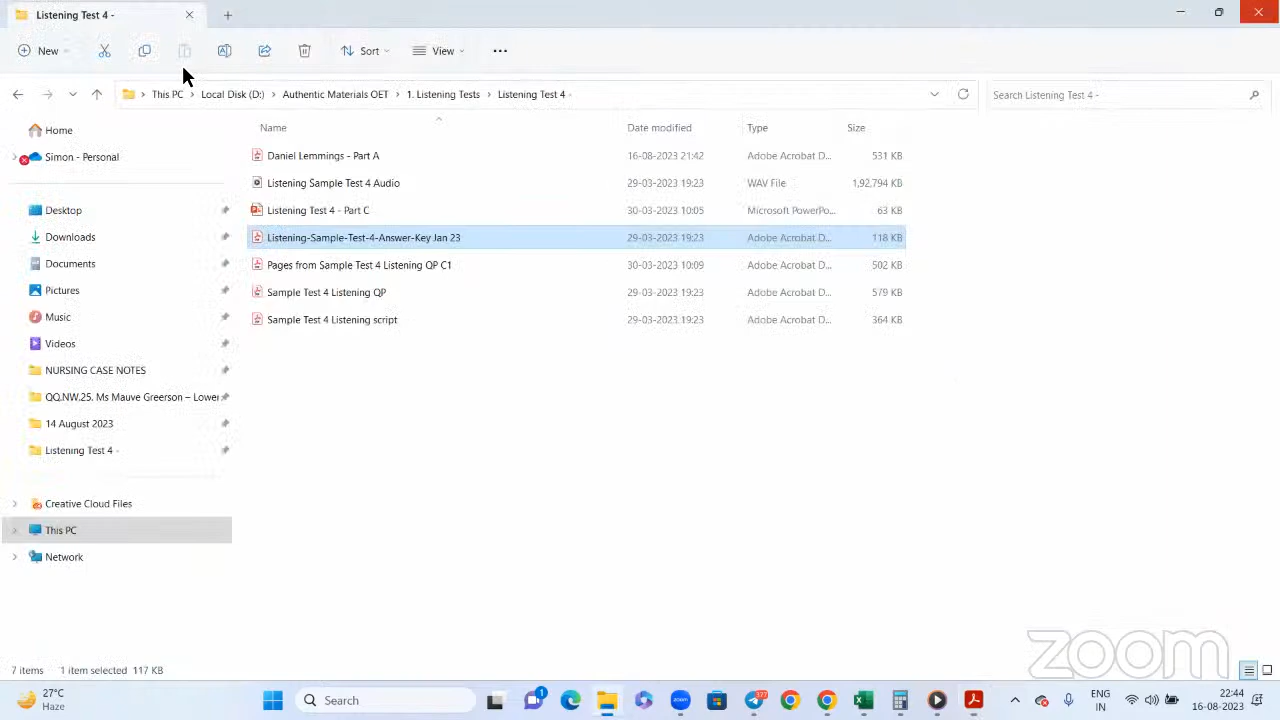 Listening Test 4 -
New
Sort
View
This PC > Local Disk (D:) > Authentic Materials OET > 1. Listening Tests > Listening Test 4 -
Search Listening Test 4 -
Name Date modified Type Size
Home
Simon - Personal
Desktop
Downloads
Documents
Pictures
Music
Videos
NURSING CASE NOTES
QQ.NW.25. Ms Mauve Greerson – Lower
14 August 2023
Listening Test 4 -
Creative Cloud Files
This PC
Network
Daniel Lemmings - Part A 16-08-2023 21:42 Adobe Acrobat D... 531 KB
Listening Sample Test 4 Audio 29-03-2023 19:23 WAV File 1,92,794 KB
Listening Test 4 - Part C 30-03-2023 10:05 Microsoft PowerPo... 63 KB
Listening-Sample-Test-4-Answer-Key Jan 23 29-03-2023 19:23 Adobe Acrobat D... 118 KB
Pages from Sample Test 4 Listening QP C1 30-03-2023 10:09 Adobe Acrobat D... 502 KB
Sample Test 4 Listening QP 29-03-2023 19:23 Adobe Acrobat D... 579 KB
Sample Test 4 Listening script 29-03-2023 19:23 Adobe Acrobat D... 364 KB
zoom
7 items 1 item selected 117 KB
27°C
Haze
Search
1
377
ENG
IN
22:44
16-08-2023